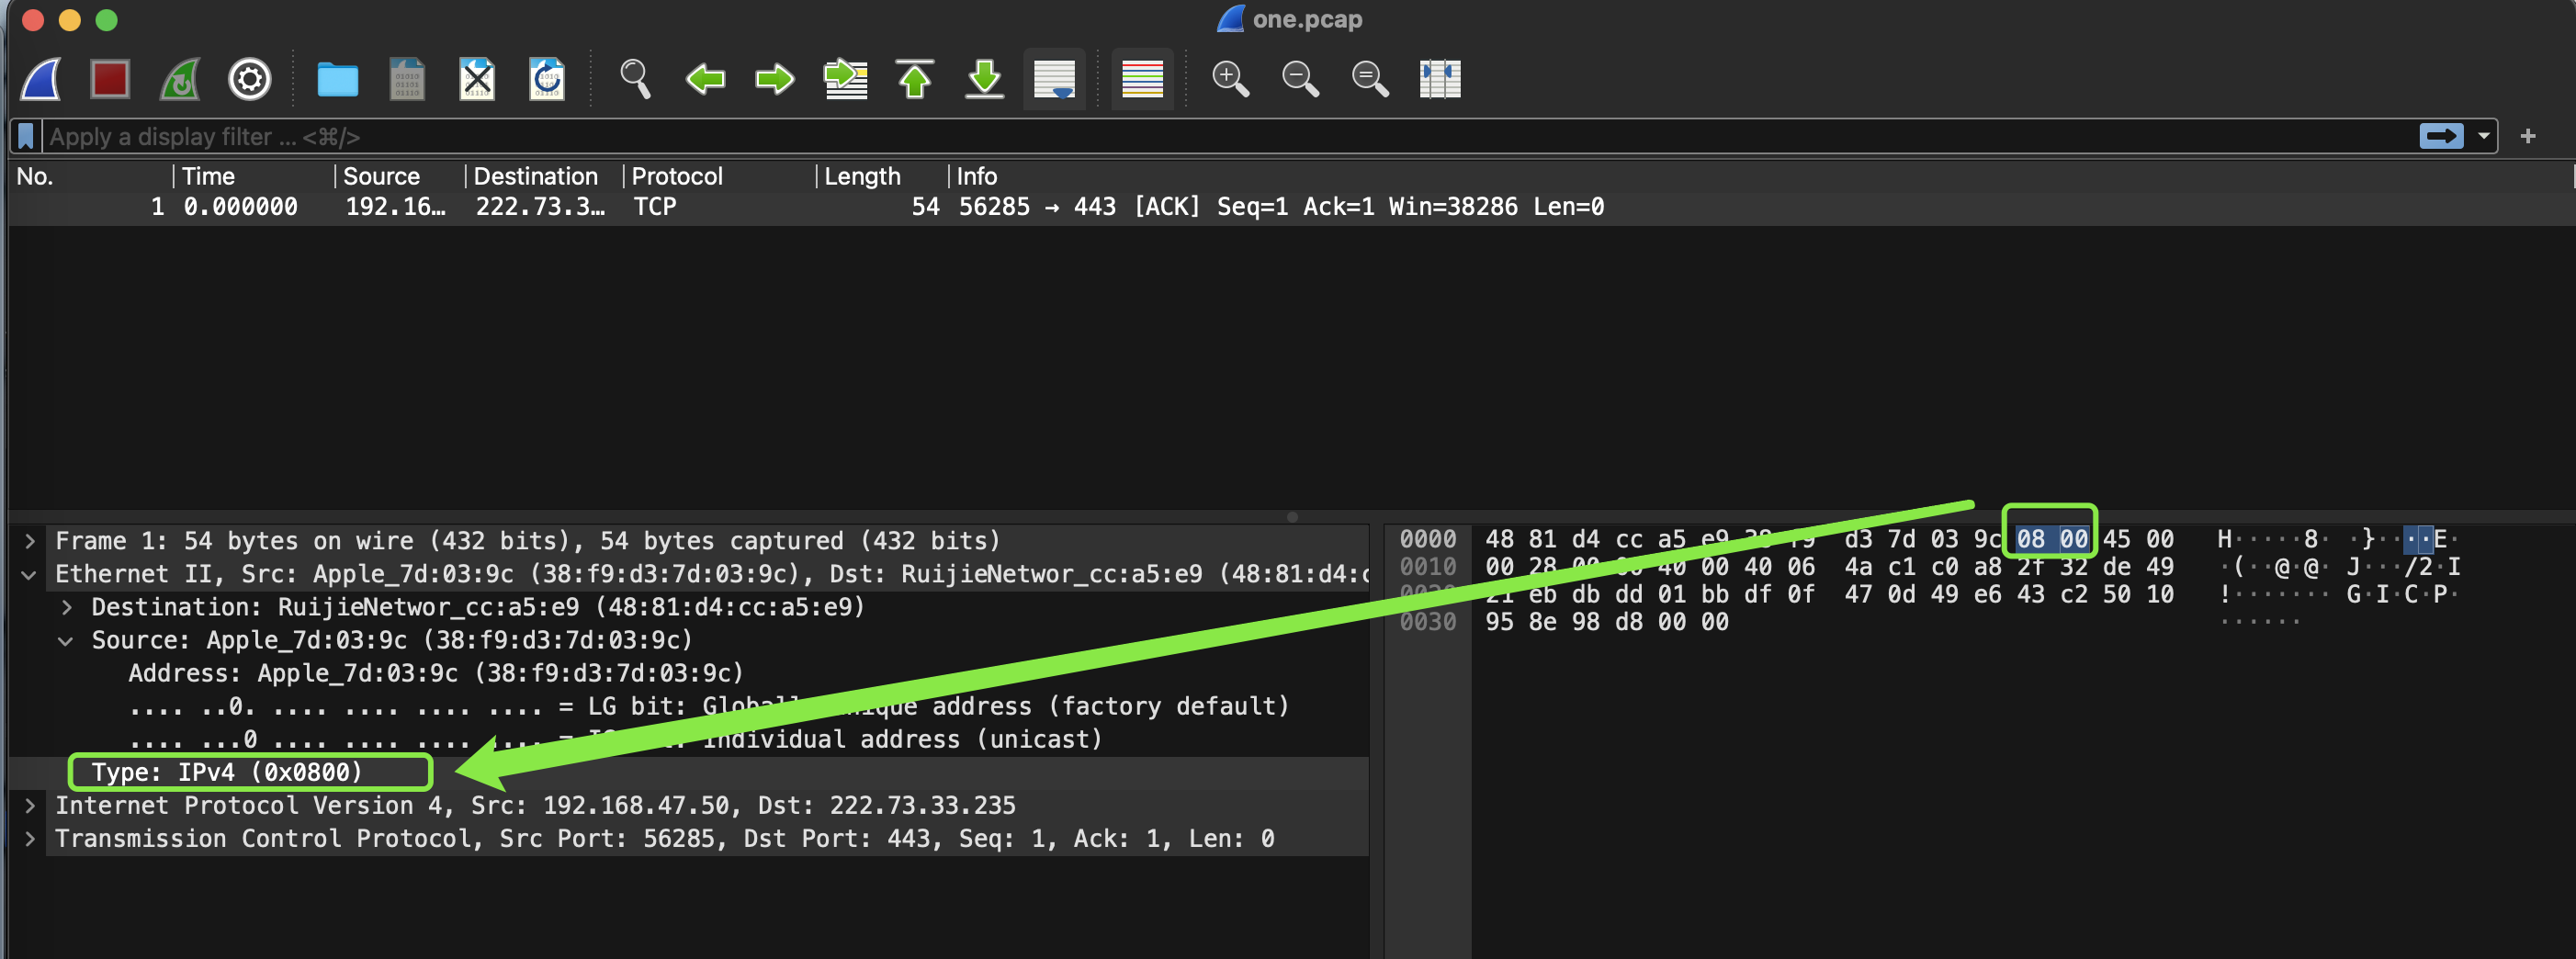 one.pcap
Apply a display filter ... <⌘/>
No. Time Source Destination Protocol Length Info
1 0.000000 192.16… 222.73.3… TCP 54 56285 → 443 [ACK] Seq=1 Ack=1 Win=38286 Len=0
Frame 1: 54 bytes on wire (432 bits), 54 bytes captured (432 bits)
Ethernet II, Src: Apple_7d:03:9c (38:f9:d3:7d:03:9c), Dst: RuijieNetwor_cc:a5:e9 (48:81:d4:c
Destination: RuijieNetwor_cc:a5:e9 (48:81:d4:cc:a5:e9)
Source: Apple_7d:03:9c (38:f9:d3:7d:03:9c)
Address: Apple_7d:03:9c (38:f9:d3:7d:03:9c)
.... ..0. .... .... .... .... = LG bit: address (factory default)
.... ...0 .... .... .... .... = Individual address (unicast)
Type: IPv4 (0x0800)
Internet Protocol Version 4, Src: 192.168.47.50, Dst: 222.73.33.235
Transmission Control Protocol, Src Port: 56285, Dst Port: 443, Seq: 1, Ack: 1, Len: 0
0000 48 81 d4 cc a5 e9 38 f9 d3 7d 03 9c 08 00 45 00 H·····8· ·}····E·
0010 00 28 00 00 40 00 40 06 4a c1 c0 a8 2f 32 de 49 ·(··@·@· J···/2·I
0020 21 eb db dd 01 bb df 0f 47 0d 49 e6 43 c2 50 10 !······· G·I·C·P·
0030 95 8e 98 d8 00 00 ······